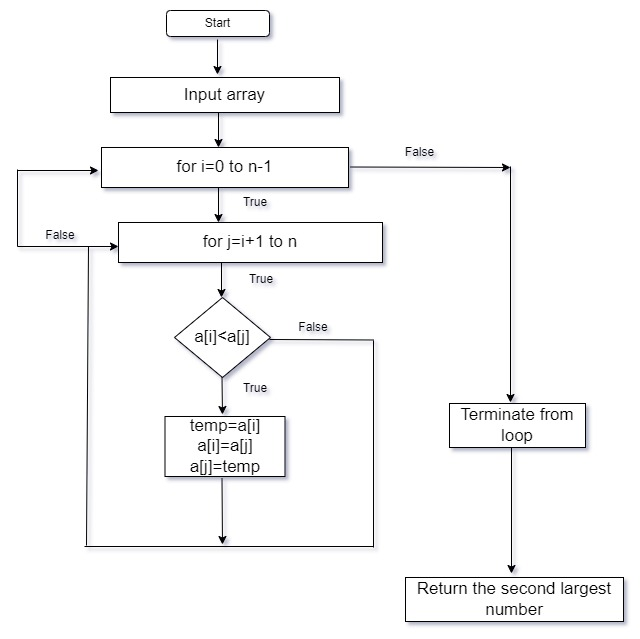 Start
Input array
for i=0 to n-1
False
True
False
for j=i+1 to n
True
a[i]<a[j]
False
True
temp=a[i]
a[i]=a[j]
a[j]=temp
Terminate from
loop
Return the second largest
number